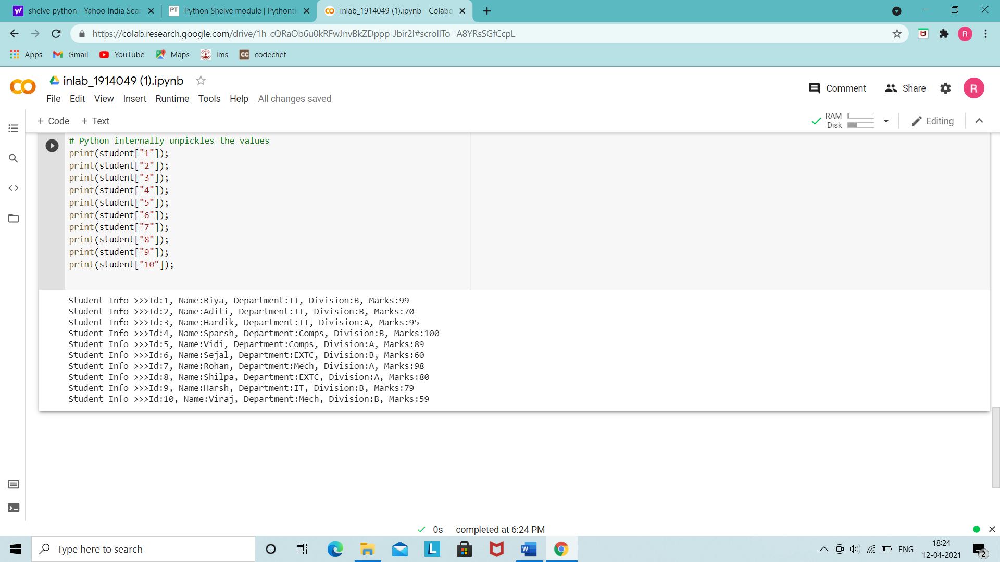 shelve python - Yahoo India Sear
PT Python Shelve module | Pythontic
inlab_1914049 (1).ipynb - Colabo
https://colab.research.google.com/drive/1h-cQRaOb6u0kRFwJnvBkZDppp-Jbir2I#scrollTo=A8YRsSGfCcpL
R
Apps Gmail YouTube Maps lms CC codechef
inlab_1914049 (1).ipynb
Comment Share R
File Edit View Insert Runtime Tools Help All changes saved
+ Code + Text
RAM
Disk
Editing
# Python internally unpickles the values
print(student["1"]);
print(student["2"]);
print(student["3"]);
print(student["4"]);
print(student["5"]);
print(student["6"]);
print(student["7"]);
print(student["8"]);
print(student["9"]);
print(student["10"]);
Student Info >>>Id:1, Name:Riya, Department:IT, Division:B, Marks:99
Student Info >>>Id:2, Name:Aditi, Department:IT, Division:B, Marks:70
Student Info >>>Id:3, Name:Hardik, Department:IT, Division:A, Marks:95
Student Info >>>Id:4, Name:Sparsh, Department:Comps, Division:B, Marks:100
Student Info >>>Id:5, Name:Vidi, Department:Comps, Division:A, Marks:89
Student Info >>>Id:6, Name:Sejal, Department:EXTC, Division:B, Marks:60
Student Info >>>Id:7, Name:Rohan, Department:Mech, Division:A, Marks:98
Student Info >>>Id:8, Name:Shilpa, Department:EXTC, Division:A, Marks:80
Student Info >>>Id:9, Name:Harsh, Department:IT, Division:B, Marks:79
Student Info >>>Id:10, Name:Viraj, Department:Mech, Division:B, Marks:59
0s completed at 6:24 PM
Type here to search
L
W
ENG
18:24
12-04-2021
2